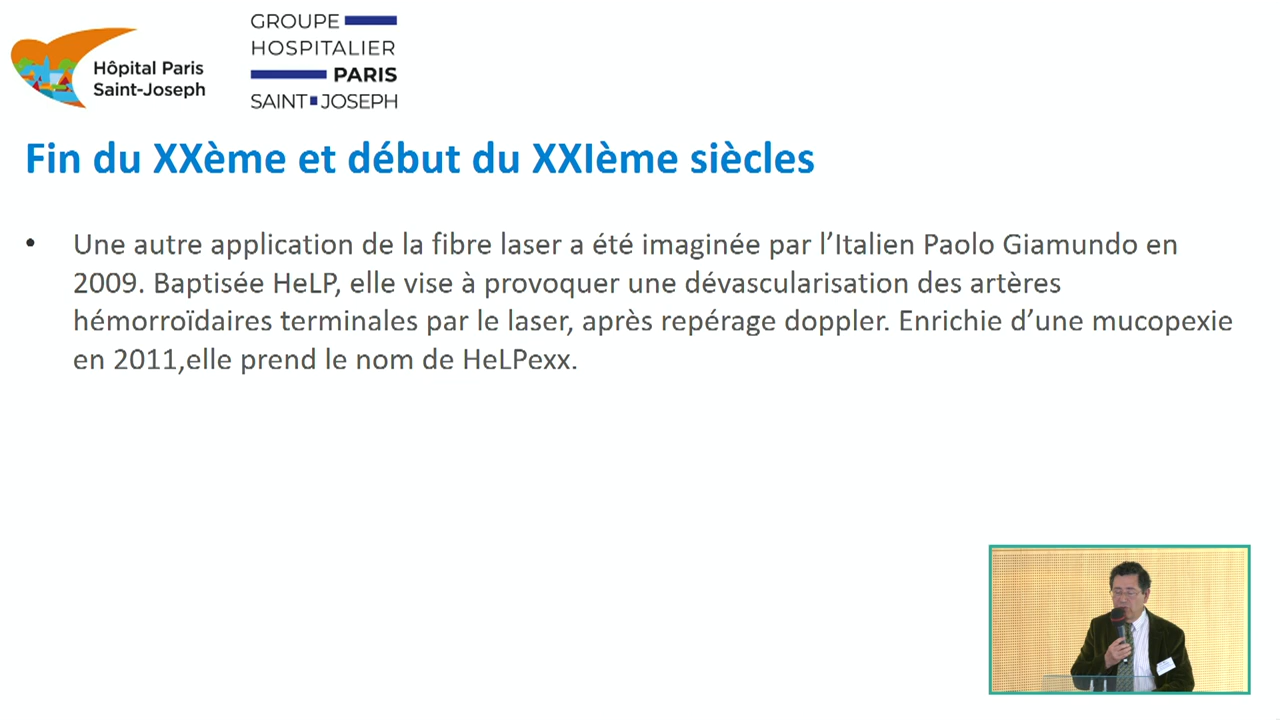 Hôpital Paris
Saint-Joseph
GROUPE
HOSPITALIER
PARIS
SAINT JOSEPH
Fin du XXème et début du XXIème siècles
• Une autre application de la fibre laser a été imaginée par l’Italien Paolo Giamundo en
2009. Baptisée HeLP, elle vise à provoquer une dévascularisation des artères
hémorroïdaires terminales par le laser, après repérage doppler. Enrichie d’une mucopexie
en 2011,elle prend le nom de HeLPexx.